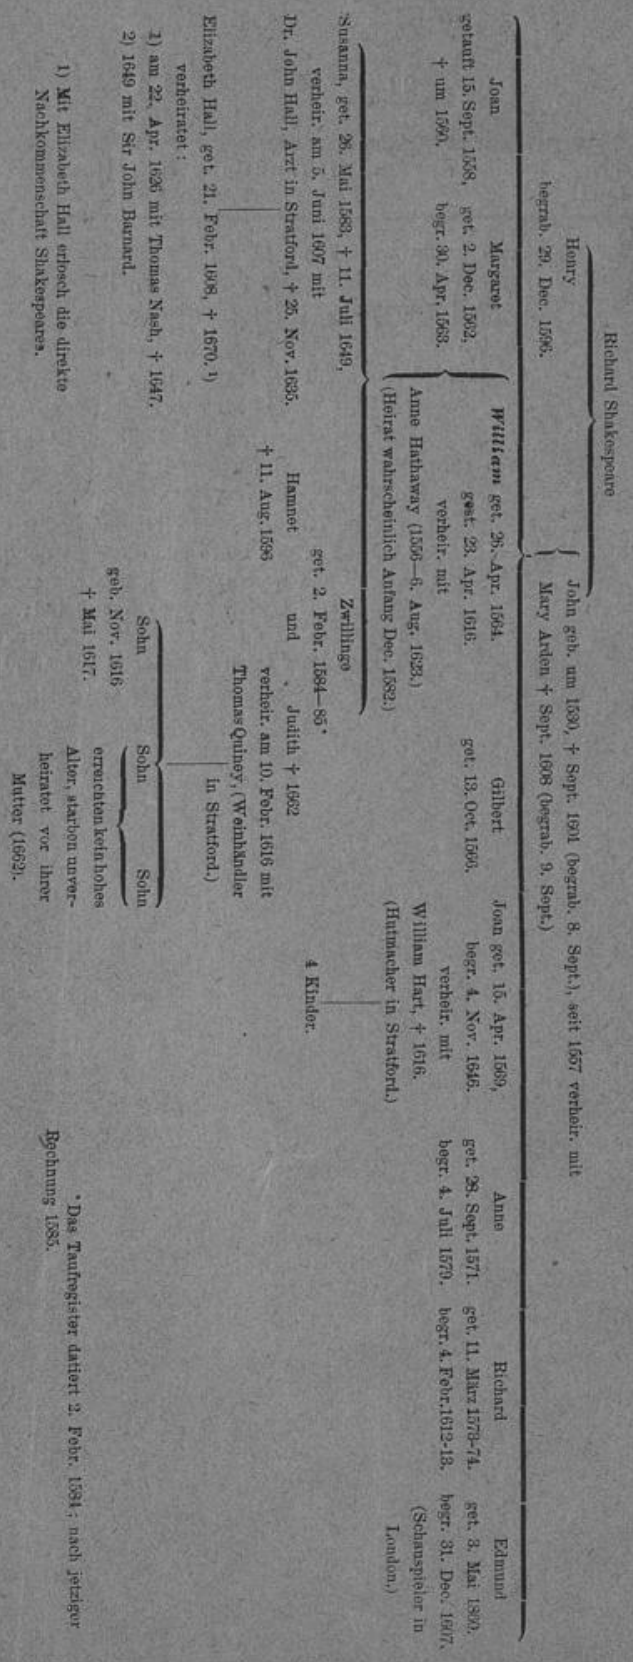 Richard Shakespeare
Henry
begrab. 29. Dec. 1596.
John geb. um 1530, † Sept. 1601 (begrab. 8. Sept.), seit 1557 verheir. mit
Mary Arden † Sept. 1608 (begrab. 9. Sept.)
Joan
getauft 15. Sept. 1558,
† um 1560.
Margaret
get. 2. Dec. 1562,
begr. 30. Apr. 1563.
William get. 26. Apr. 1564.
gest. 23. Apr. 1616.
verheir. mit
Anne Hathaway (1556—6. Aug. 1623.)
(Heirat wahrscheinlich Anfang Dec. 1582.)
Gilbert
get. 13. Oct. 1566.
Joan get. 15. Apr. 1569,
begr. 4. Nov. 1646.
verheir. mit
William Hart, † 1616.
(Hutmacher in Stratford.)
4 Kinder.
Anne
get. 28. Sept. 1571.
begr. 4. Juli 1579.
Richard
get. 11. März 1573-74.
begr. 4. Febr. 1612-13.
Edmund
get. 3. Mai 1580.
begr. 31. Dec. 1607.
(Schauspieler in
London.)
Susanna, get. 26. Mai 1583, † 11. Juli 1649,
verheir. am 5. Juni 1607 mit
Dr. John Hall, Arzt in Stratford, † 25. Nov. 1635.
Zwillinge
get. 2. Febr. 1584—85*
Hamnet und Judith † 1662
† 11. Aug. 1596
verheir. am 10. Febr. 1616 mit
Thomas Quiney, (Weinhändler
in Stratford.)
Elizabeth Hall, get. 21. Febr. 1608, † 1670. ¹)
verheiratet:
1) am 22. Apr. 1626 mit Thomas Nash, † 1647.
2) 1649 mit Sir John Barnard.
Sohn
geb. Nov. 1616
† Mai 1617.
Sohn Sohn
erreichten kein hohes
Alter, starben unver-
heiratet vor ihrer
Mutter (1662).
1) Mit Elizabeth Hall erlosch die direkte
Nachkommenschaft Shakespeares.
* Das Taufregister datiert 2. Febr. 1584; nach jetziger
Rechnung 1585.